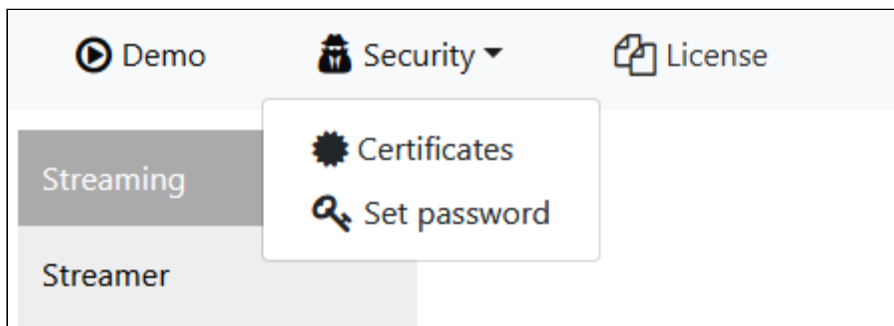 Demo Security License
Certificates
Streaming
Set password
Streamer